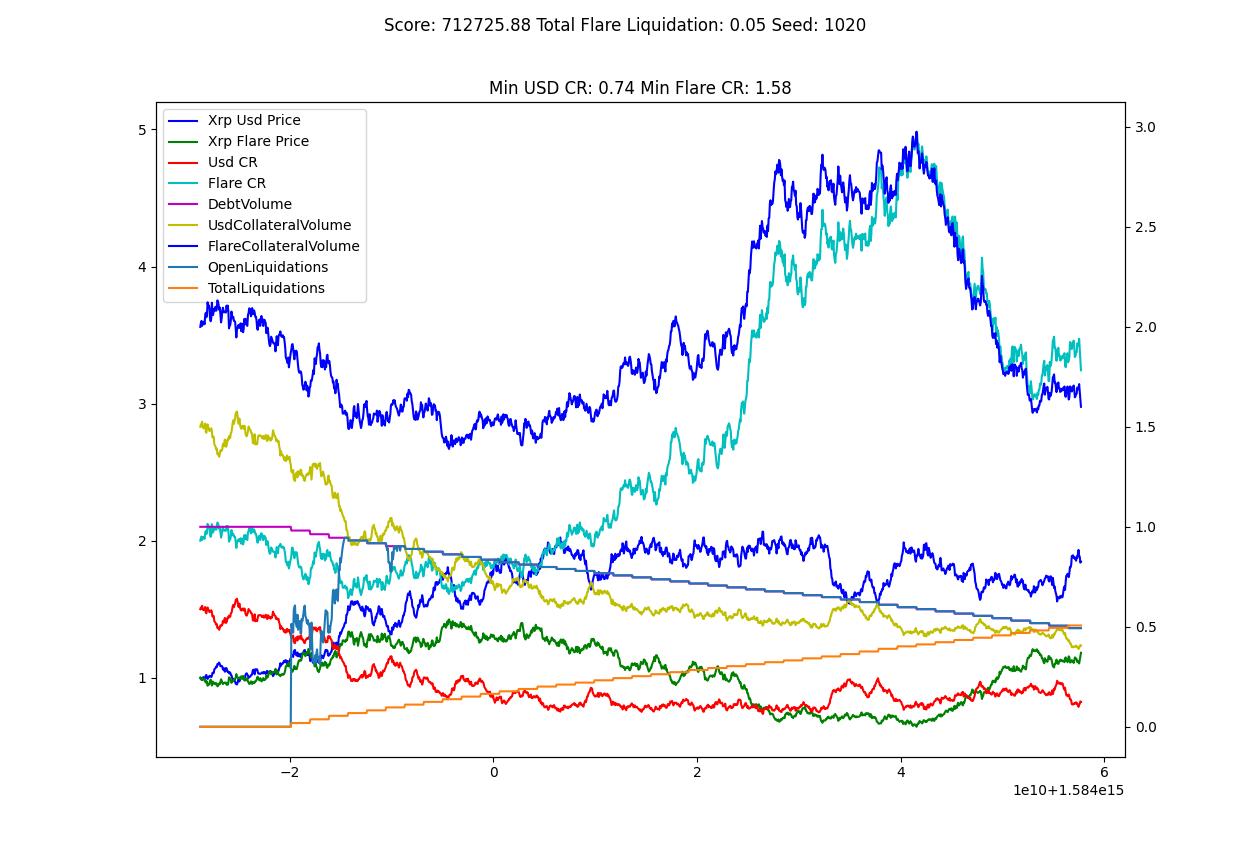 Score: 712725.88 Total Flare Liquidation: 0.05 Seed: 1020
Min USD CR: 0.74 Min Flare CR: 1.58
Xrp Usd Price
Xrp Flare Price
Usd CR
Flare CR
DebtVolume
UsdCollateralVolume
FlareCollateralVolume
OpenLiquidations
TotalLiquidations
5
4
3
2
1
3.0
2.5
2.0
1.5
1.0
0.5
0.0
−2
0
2
4
6
1e10+1.584e15